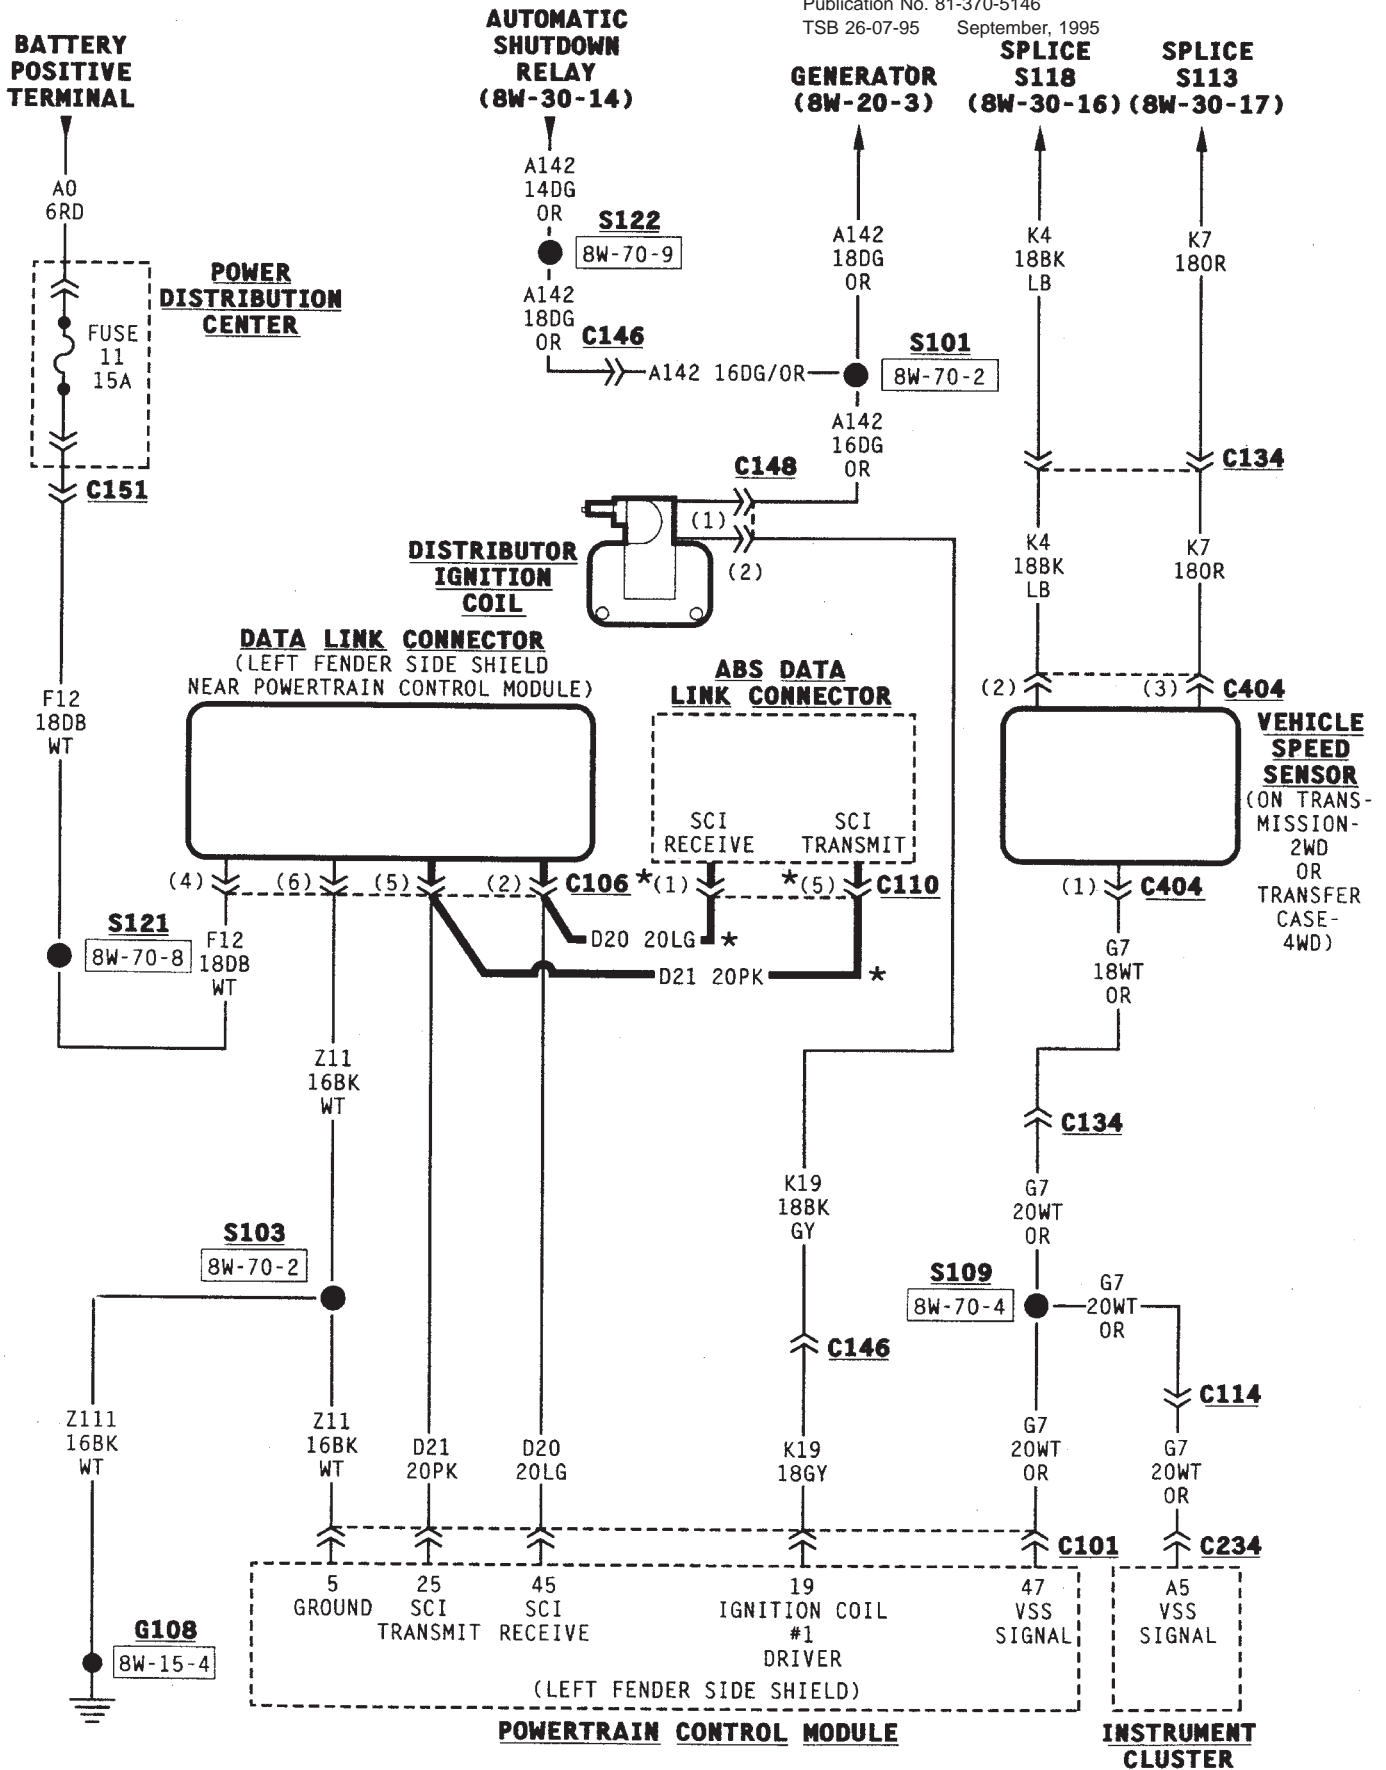 Publication No. 81-370-5146
TSB 26-07-95 September, 1995
BATTERY
POSITIVE
TERMINAL
AUTOMATIC
SHUTDOWN
RELAY
(8W-30-14)
GENERATOR
(8W-20-3)
SPLICE
S118
(8W-30-16)
SPLICE
S113
(8W-30-17)
A0
6RD
A142
14DG
OR
S122
8W-70-9
A142
18DG
OR
C146
A142 16DG/OR
A142
18DG
OR
S101
8W-70-2
A142
16DG
OR
K4
18BK
LB
K7
18OR
POWER
DISTRIBUTION
CENTER
FUSE
11
15A
C151
C148
(1)
(2)
C134
DISTRIBUTOR
IGNITION
COIL
K4
18BK
LB
K7
18OR
DATA LINK CONNECTOR
(LEFT FENDER SIDE SHIELD
NEAR POWERTRAIN CONTROL MODULE)
ABS DATA
LINK CONNECTOR
(2)
(3)
C404
F12
18DB
WT
VEHICLE
SPEED
SENSOR
(ON TRANS-
MISSION-
2WD
OR
TRANSFER
CASE-
4WD)
SCI
RECEIVE
SCI
TRANSMIT
(4)
(6)
(5)
(2)
C106
*(1)
*(5)
C110
(1)
C404
S121
8W-70-8
F12
18DB
WT
D20 20LG *
D21 20PK *
G7
18WT
OR
Z11
16BK
WT
C134
K19
18BK
GY
G7
20WT
OR
S103
8W-70-2
S109
8W-70-4
G7
20WT
OR
C146
C114
Z111
16BK
WT
Z11
16BK
WT
D21
20PK
D20
20LG
K19
18GY
G7
20WT
OR
G7
20WT
OR
C101
C234
5
GROUND
25
SCI
TRANSMIT
45
SCI
RECEIVE
19
IGNITION COIL
#1
DRIVER
47
VSS
SIGNAL
A5
VSS
SIGNAL
G108
8W-15-4
(LEFT FENDER SIDE SHIELD)
POWERTRAIN CONTROL MODULE
INSTRUMENT
CLUSTER